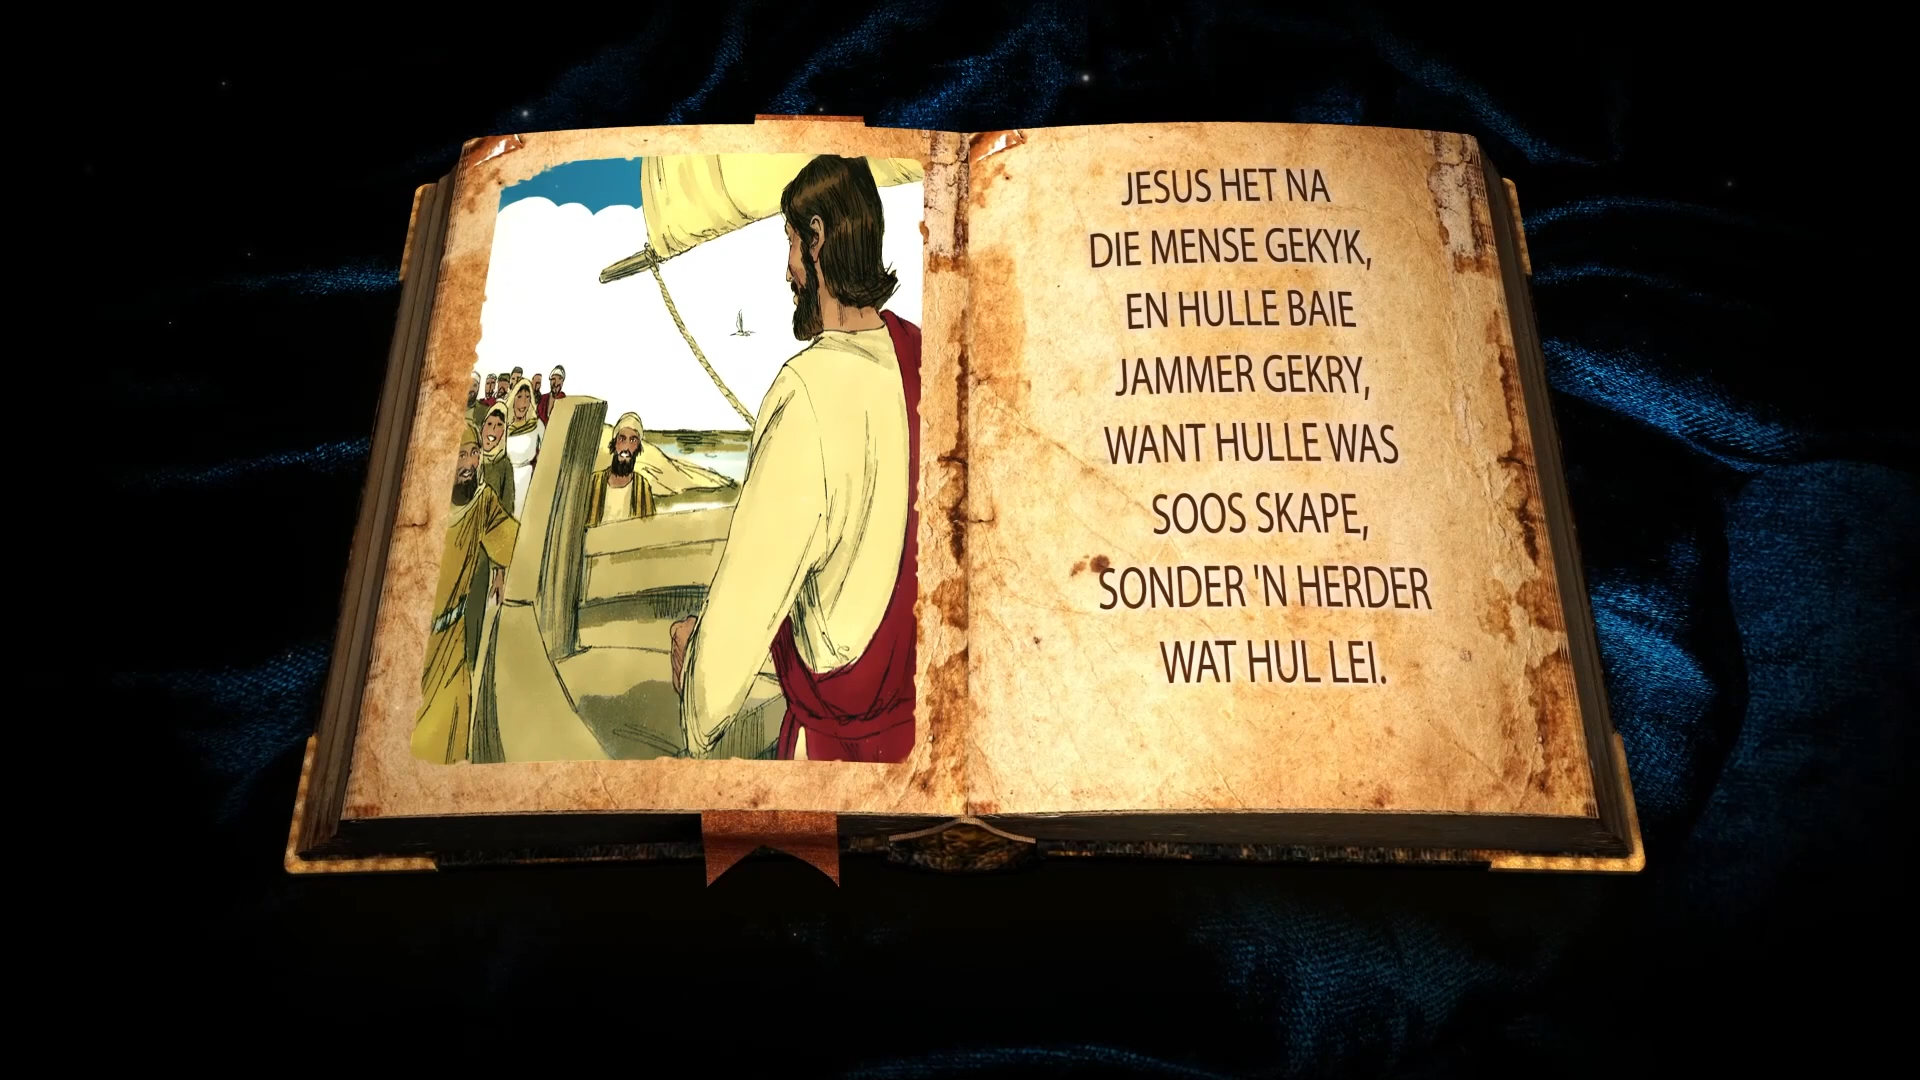 JESUS HET NA
DIE MENSE GEKYK,
EN HULLE BAIE
JAMMER GEKRY,
WANT HULLE WAS
SOOS SKAPE,
SONDER 'N HERDER
WAT HUL LEI.